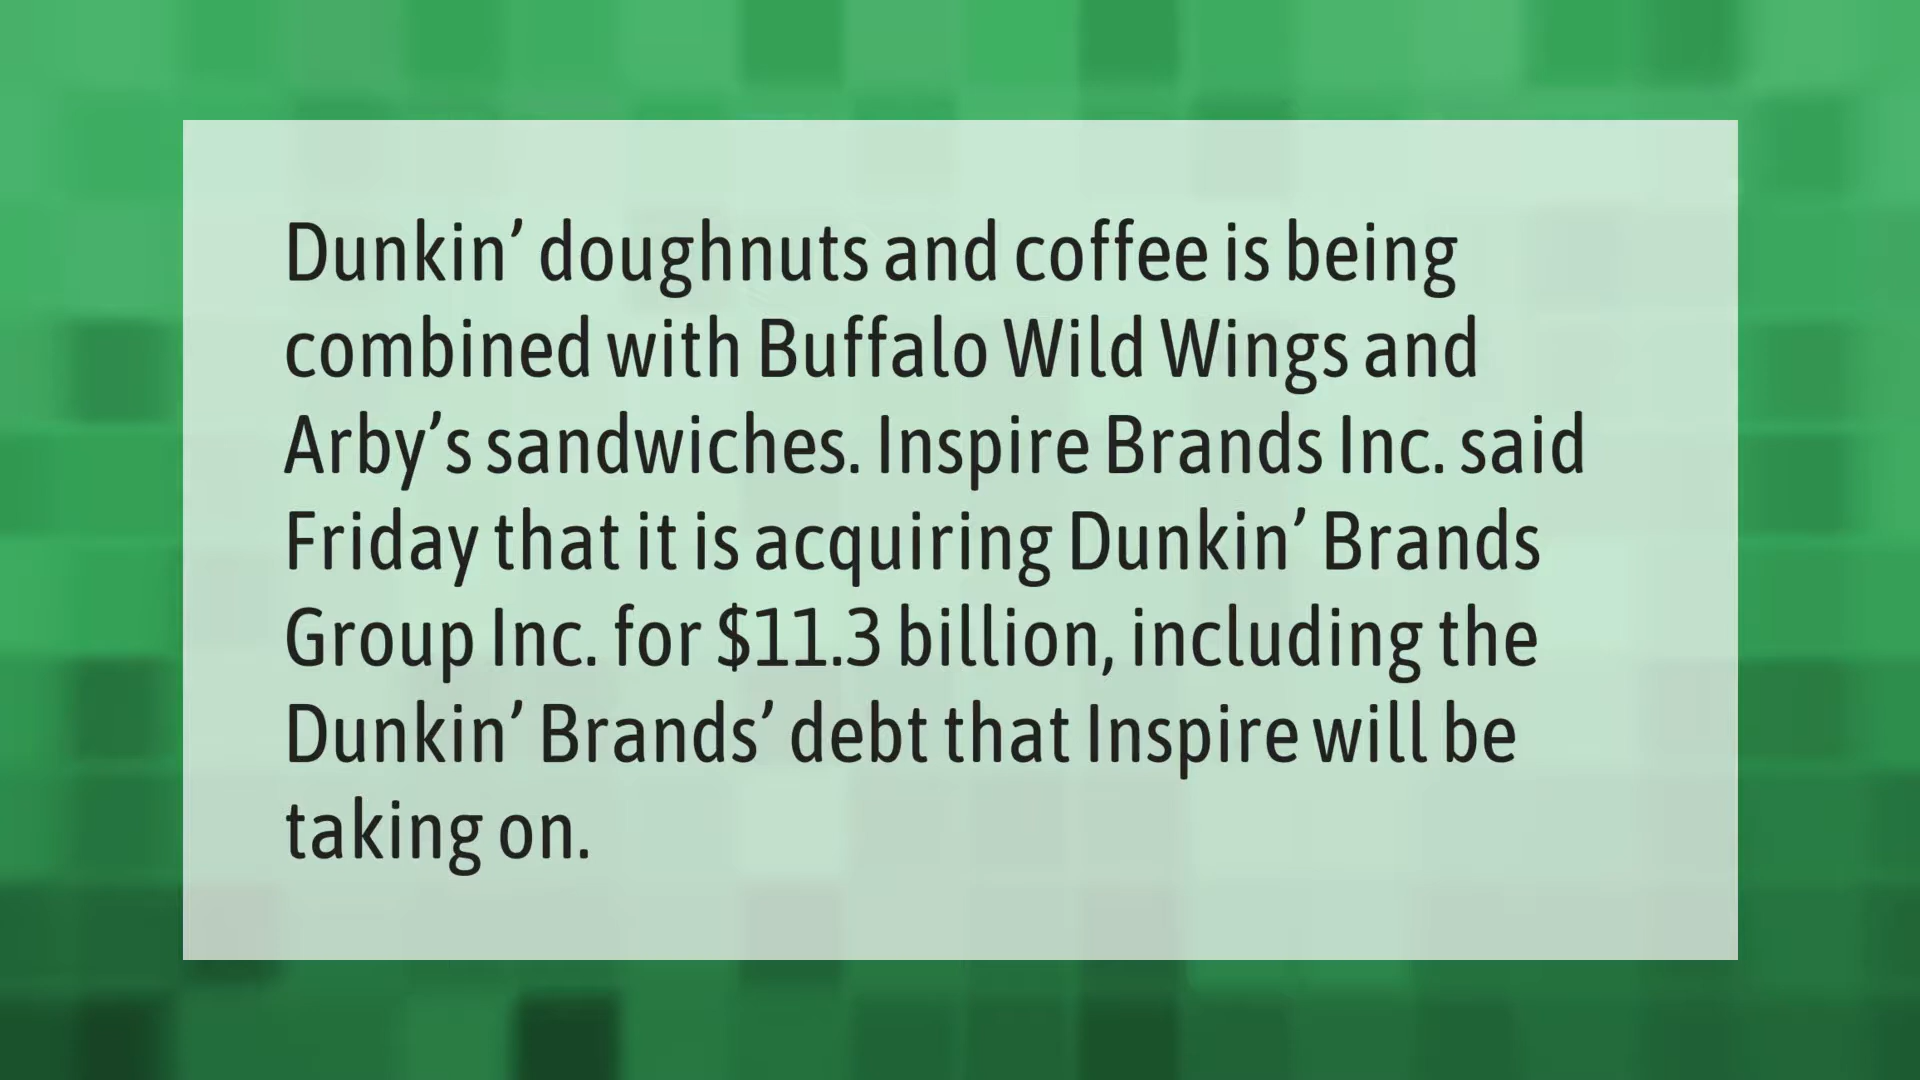 Dunkin’ doughnuts and coffee is being
combined with Buffalo Wild Wings and
Arby’s sandwiches. Inspire Brands Inc. said
Friday that it is acquiring Dunkin’ Brands
Group Inc. for $11.3 billion, including the
Dunkin’ Brands’ debt that Inspire will be
taking on.